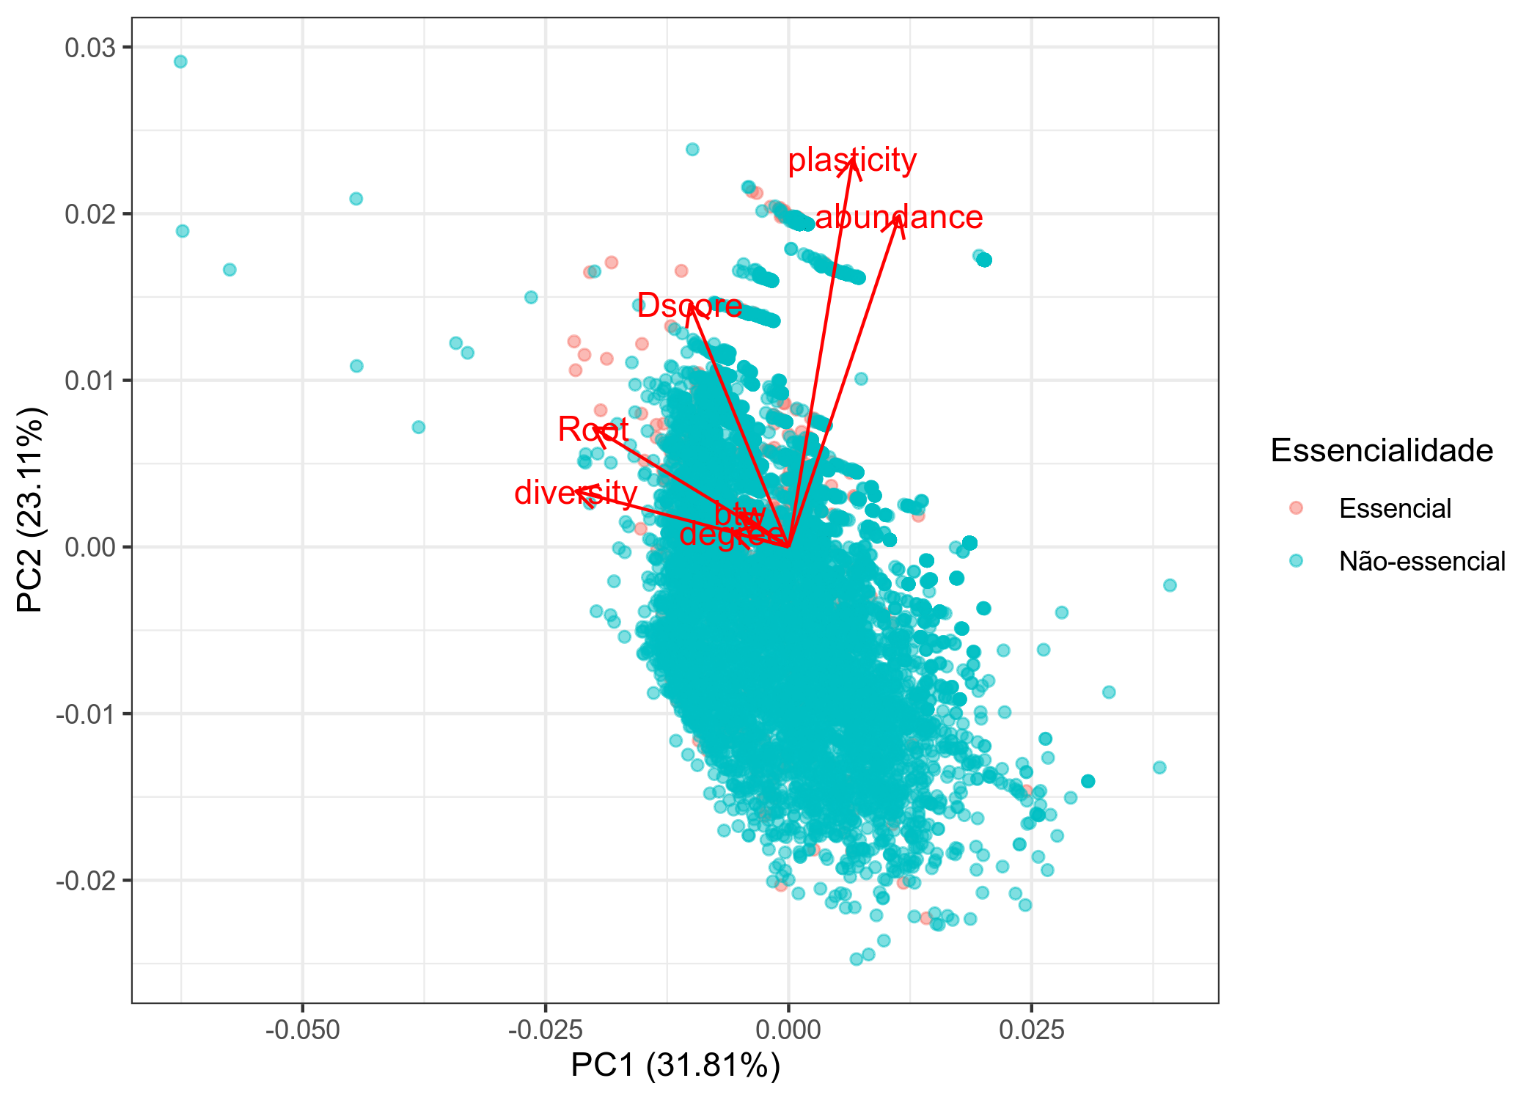 0.03
0.02
0.01
0.00
-0.01
-0.02
PC2 (23.11%)
plasticity
abundance
Dscore
Root
diversity
btw
degree
-0.050
-0.025
0.000
0.025
PC1 (31.81%)
Essencialidade
Essencial
Não-essencial